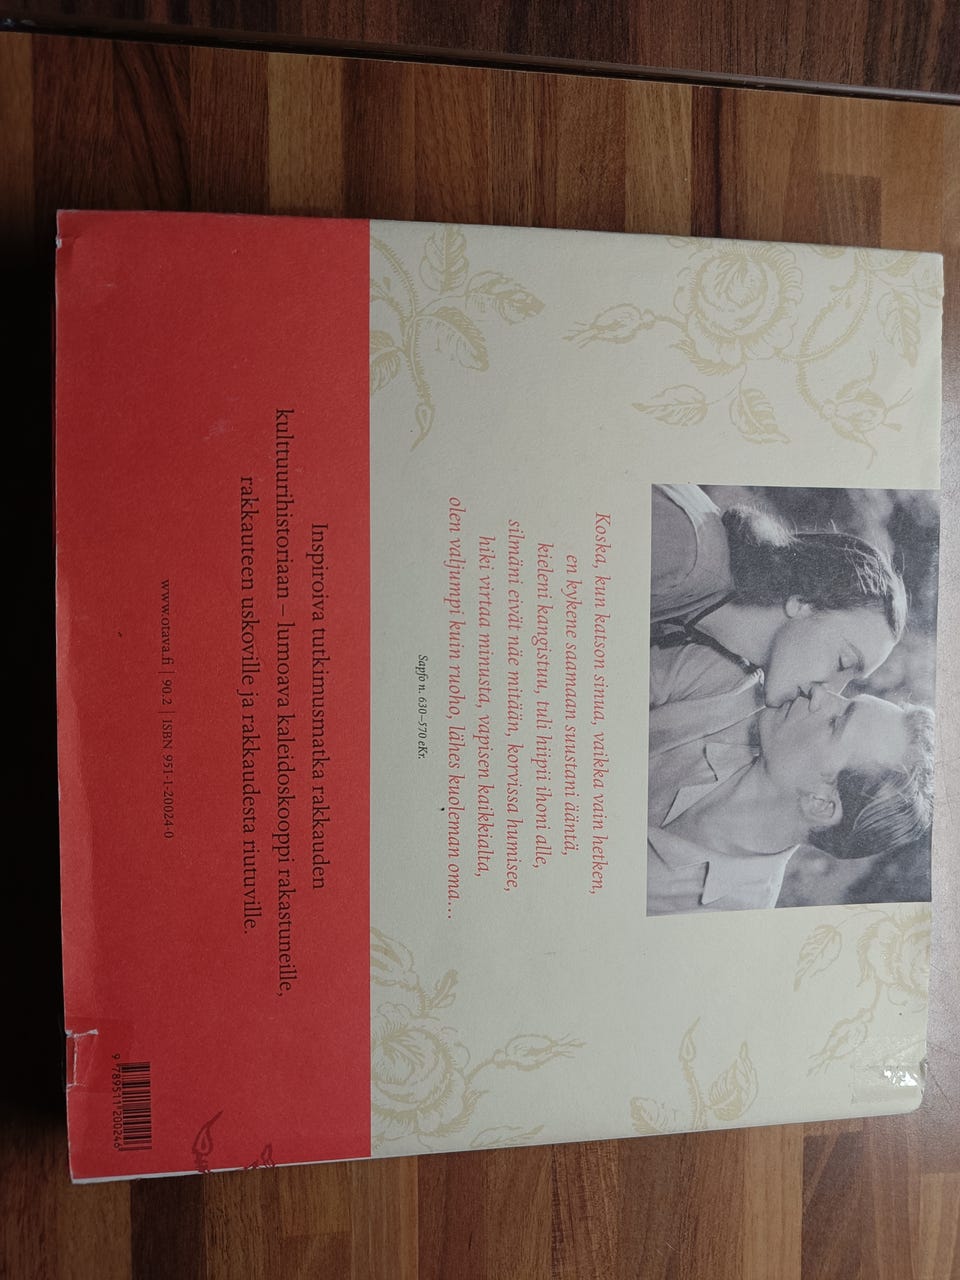 Koska, kun katson sinua, vaikka vain hetken,
en kykene saamaan suustani ääntä,
kieleni kangistuu, tuli hiipii ihoni alle,
silmäni eivät näe mitään, korvissa humisee,
hiki virtaa minusta, vapisen kaikkialta,
olen valjumpi kuin ruoho, lähes kuoleman oma…
Sapfo n. 630–570 eKr.
Inspiroiva tutkimusmatka rakkauden
kulttuurihistoriaan – lumoava kaleidoskooppi rakastuneille,
rakkauteen uskoville ja rakkaudesta riutuville.
www.otava.fi | 90.2 | ISBN 951-1-20024-0
9 789511 200246